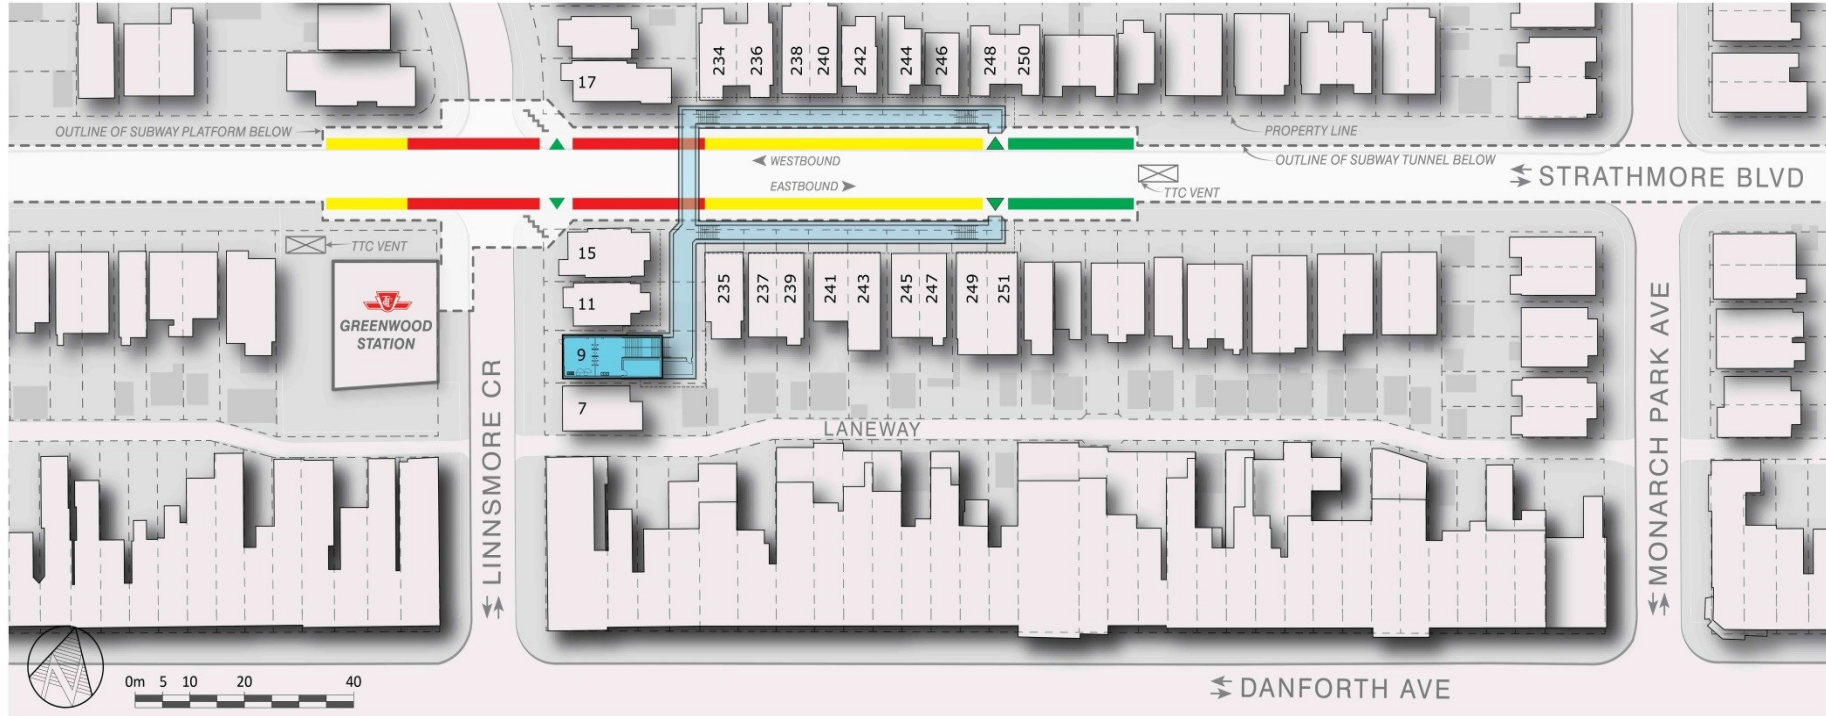 234
236
238
240
242
244
246
248
250
17
OUTLINE OF SUBWAY PLATFORM BELOW
PROPERTY LINE
WESTBOUND
OUTLINE OF SUBWAY TUNNEL BELOW
EASTBOUND
STRATHMORE BLVD
TTC VENT
TTC VENT
15
GREENWOOD
STATION
11
235
237
239
241
243
245
247
249
251
9
7
LANEWAY
LINNSMORE CR
MONARCH PARK AVE
N
0m 5 10 20 40
DANFORTH AVE